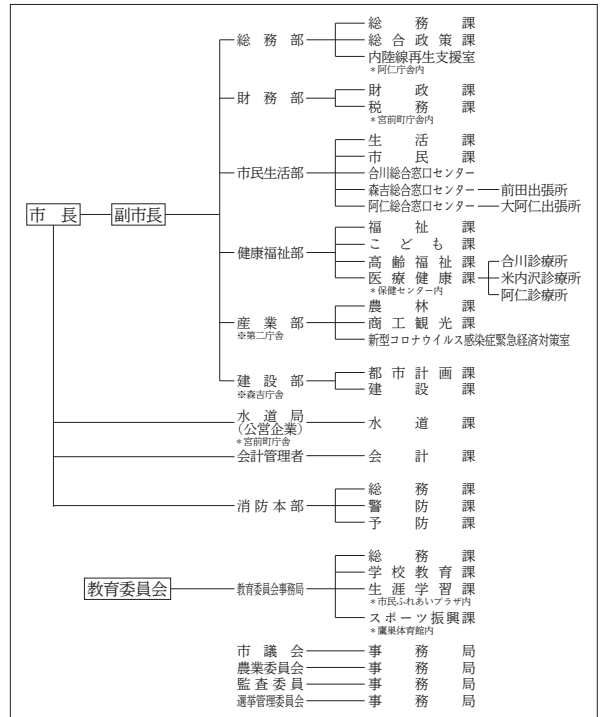 総務部 総務課
総合政策課
内陸線再生支援室
＊阿仁庁舎内
財務部 財政課
税務課
＊宮前町庁舎内
市民生活部 生活課
市民課
合川総合窓口センター
森吉総合窓口センター 前田出張所
阿仁総合窓口センター 大阿仁出張所
市長 副市長
健康福祉部 福祉課
こども課
高齢福祉課
医療健康課
＊保健センター内
合川診療所
米内沢診療所
阿仁診療所
産業部
※第二庁舎
農林課
商工観光課
新型コロナウイルス感染症緊急経済対策室
建設部
※森吉庁舎
都市計画課
建設課
水道局
（公営企業）
＊宮前町庁舎
水道課
会計管理者 会計課
消防本部 総務課
警防課
予防課
教育委員会 教育委員会事務局 総務課
学校教育課
生涯学習課
＊市民ふれあいプラザ内
スポーツ振興課
＊鷹巣体育館内
市議会 事務局
農業委員会 事務局
監査委員 事務局
選挙管理委員会 事務局